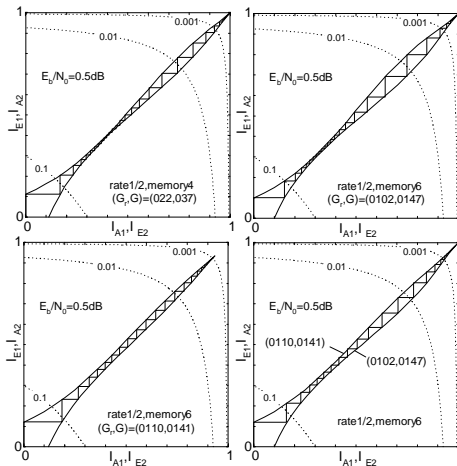 1
0.001
0.01
E_b/N_0=0.5dB
I_E1,I_A2
0.1
rate1/2,memory4
(G_r,G)=(022,037)
0
0
I_A1,I_E2
1
1
0.001
0.01
E_b/N_0=0.5dB
I_E1,I_A2
0.1
rate1/2,memory6
(G_r,G)=(0102,0147)
0
0
I_A1,I_E2
1
1
0.001
0.01
E_b/N_0=0.5dB
I_E1,I_A2
0.1
rate1/2,memory6
(G_r,G)=(0110,0141)
0
0
I_A1,I_E2
1
1
0.001
0.01
E_b/N_0=0.5dB
I_E1,I_A2
(0110,0141)
(0102,0147)
0.1
rate1/2,memory6
0
0
I_A1,I_E2
1